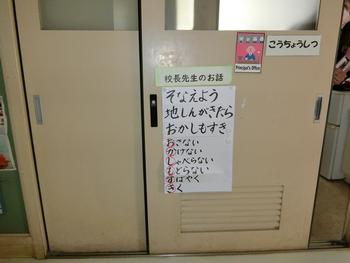 こうちょうしつ
Principal's Office
校長先生のお話
そなえよう
地しんがきたら
おかしもすき
おさない
かけない
しゃべらない
もどらない
すばやく
きく